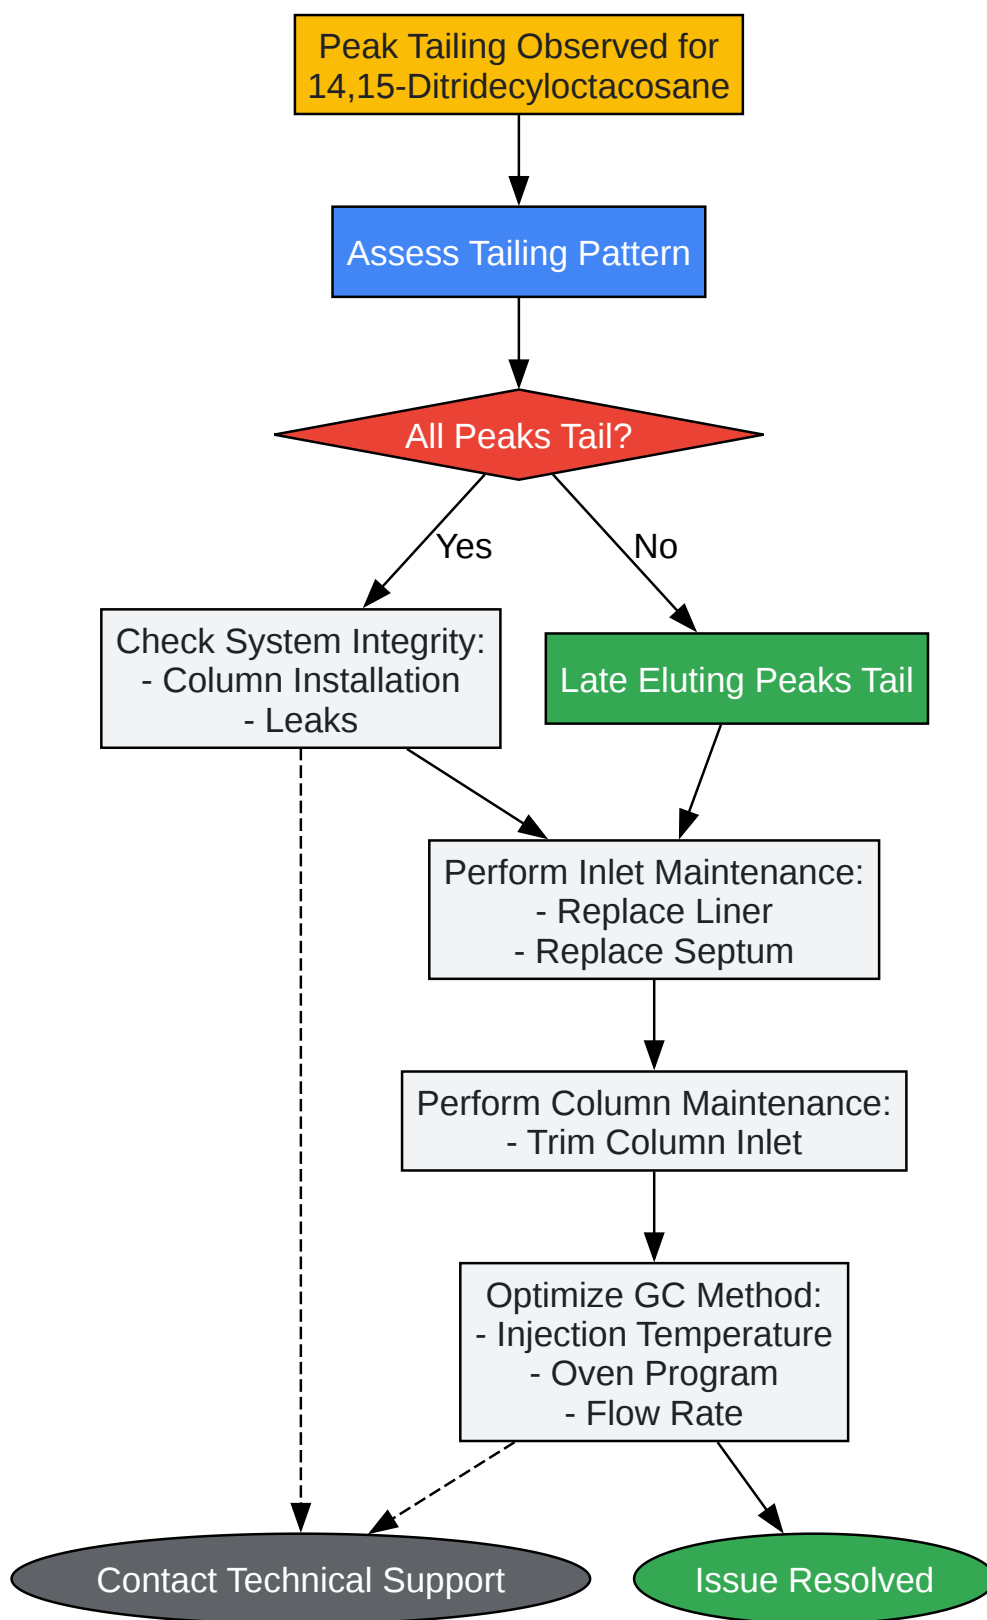 Peak Tailing Observed for
14,15-Ditridecyloctacosane
Assess Tailing Pattern
All Peaks Tail?
Yes
No
Check System Integrity:
- Column Installation
- Leaks
Late Eluting Peaks Tail
Perform Inlet Maintenance:
- Replace Liner
- Replace Septum
Perform Column Maintenance:
- Trim Column Inlet
Optimize GC Method:
- Injection Temperature
- Oven Program
- Flow Rate
Contact Technical Support
Issue Resolved